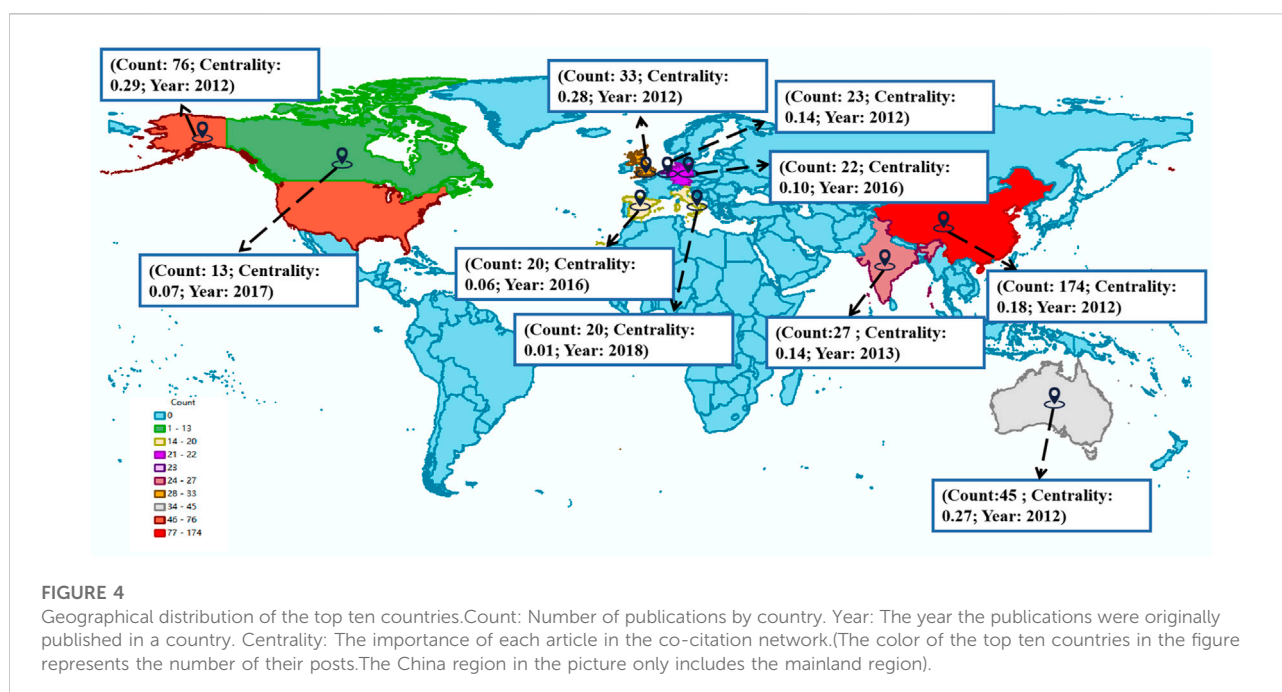 (Count: 76; Centrality:
0.29; Year: 2012)
(Count: 33; Centrality:
0.28; Year: 2012)
(Count: 23; Centrality:
0.14; Year: 2012)
(Count: 22; Centrality:
0.10; Year: 2016)
(Count: 13; Centrality:
0.07; Year: 2017)
(Count: 20; Centrality:
0.06; Year: 2016)
(Count: 174; Centrality:
0.18; Year: 2012)
(Count: 20; Centrality:
0.01; Year: 2018)
(Count:27 ; Centrality:
0.14; Year: 2013)
(Count:45 ; Centrality:
0.27; Year: 2012)
Count
0
1 - 13
14 - 20
21 - 22
23
24 - 27
28 - 33
34 - 45
46 - 76
77 - 174
FIGURE 4
Geographical distribution of the top ten countries.Count: Number of publications by country. Year: The year the publications were originally
published in a country. Centrality: The importance of each article in the co-citation network.(The color of the top ten countries in the figure
represents the number of their posts.The China region in the picture only includes the mainland region).